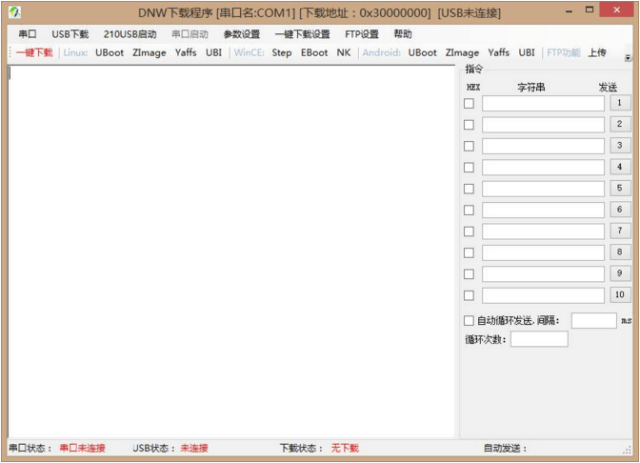 DNW下载程序 [串口名:COM1] [下载地址：0x30000000] [USB未连接]
串口 USB下载 210USB启动 串口启动 参数设置 一键下载设置 FTP设置 帮助
一键下载 Linux: UBoot ZImage Yaffs UBI WinCE: Step EBoot NK Android: UBoot ZImage Yaffs UBI FTP功能 上传
指令
HEX 字符串 发送
1
2
3
4
5
6
7
8
9
10
自动循环发送,间隔: ms
循环次数:
串口状态： 串口未连接 USB状态： 未连接 下载状态： 无下载 自动发送：